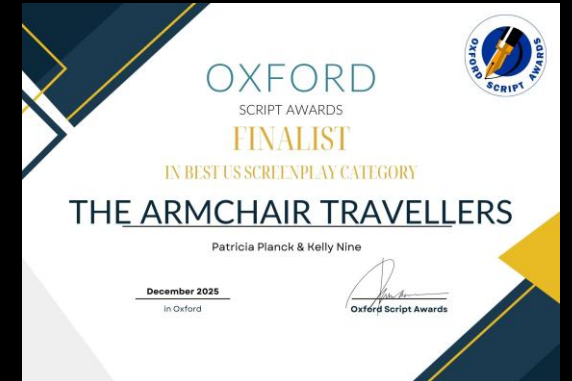 OXFORD SCRIPT AWARDS
OXFORD
SCRIPT AWARDS
FINALIST
IN BEST US SCREENPLAY CATEGORY
THE ARMCHAIR TRAVELLERS
Patricia Planck & Kelly Nine
December 2025
in Oxford
Oxford Script Awards